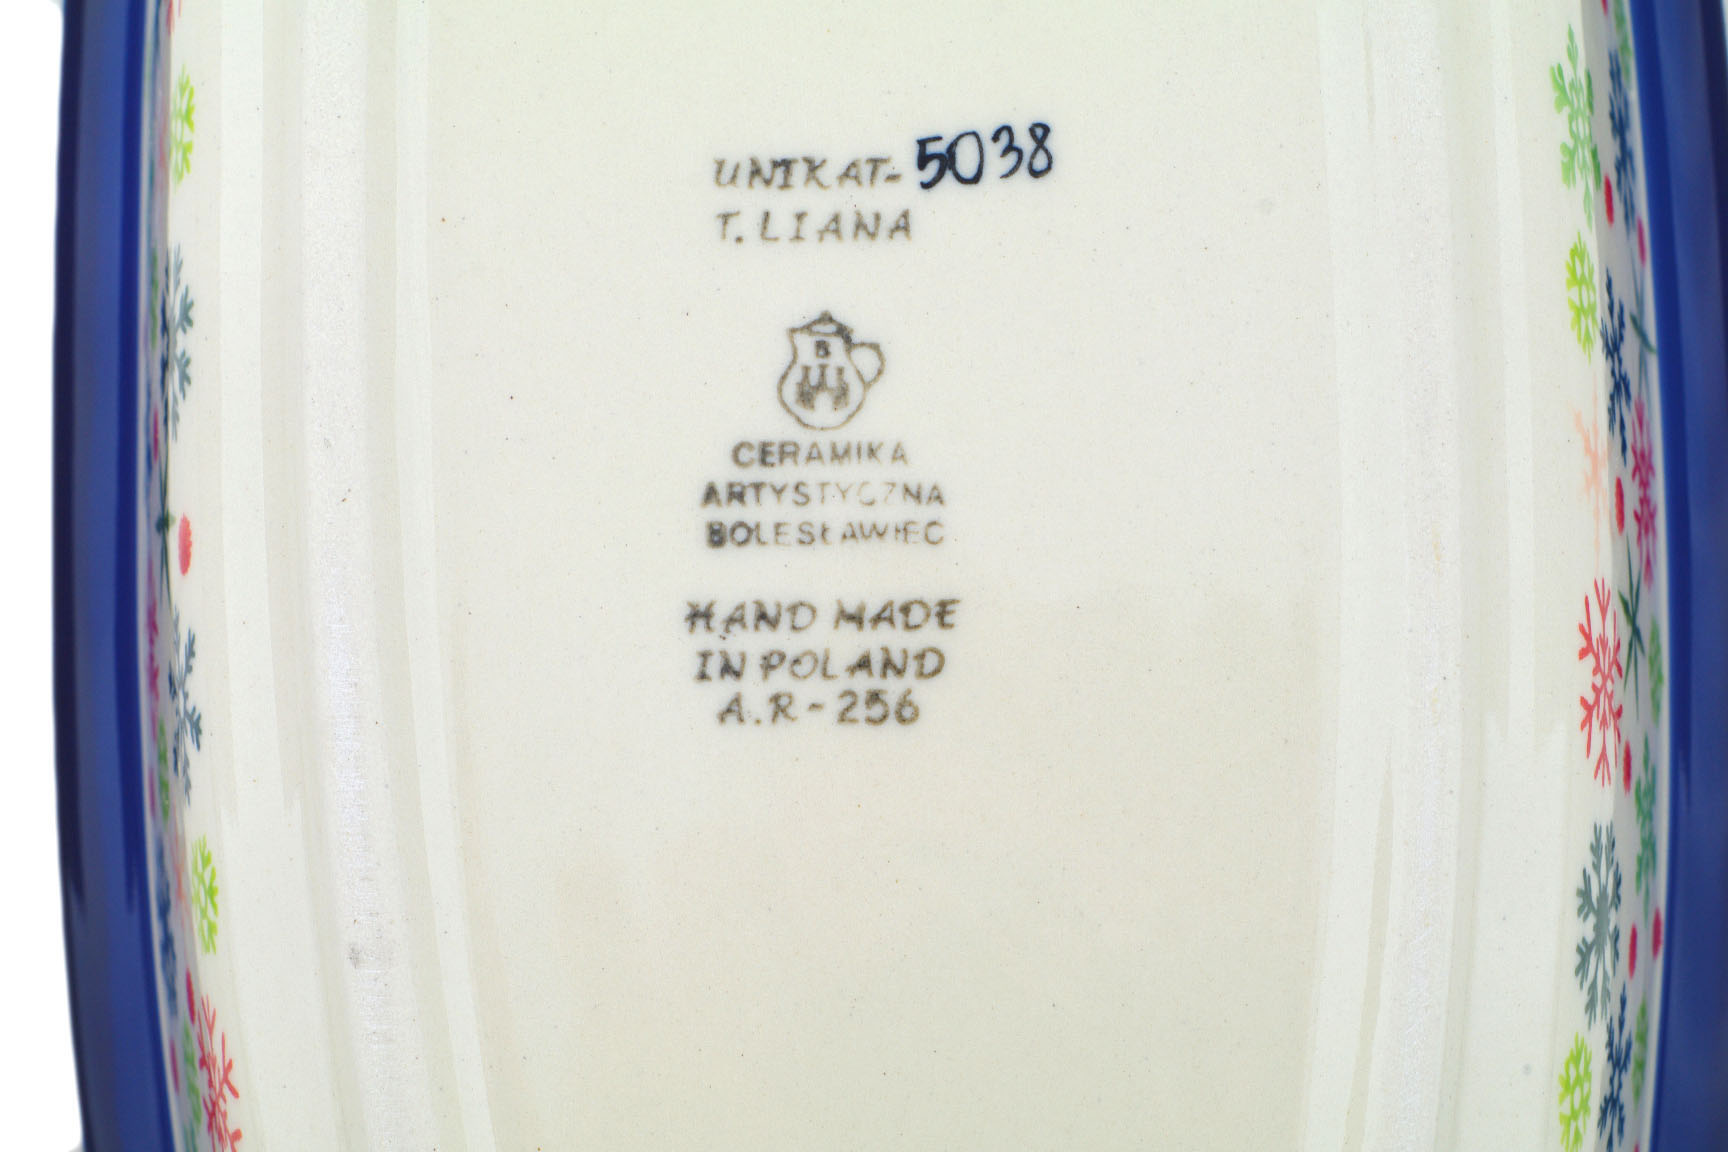 UNIKAT-5038
T. LIANA
B
CERAMIKA
ARTYSTYCZNA
BOLESŁAWIEC
HAND MADE
IN POLAND
A.R-256